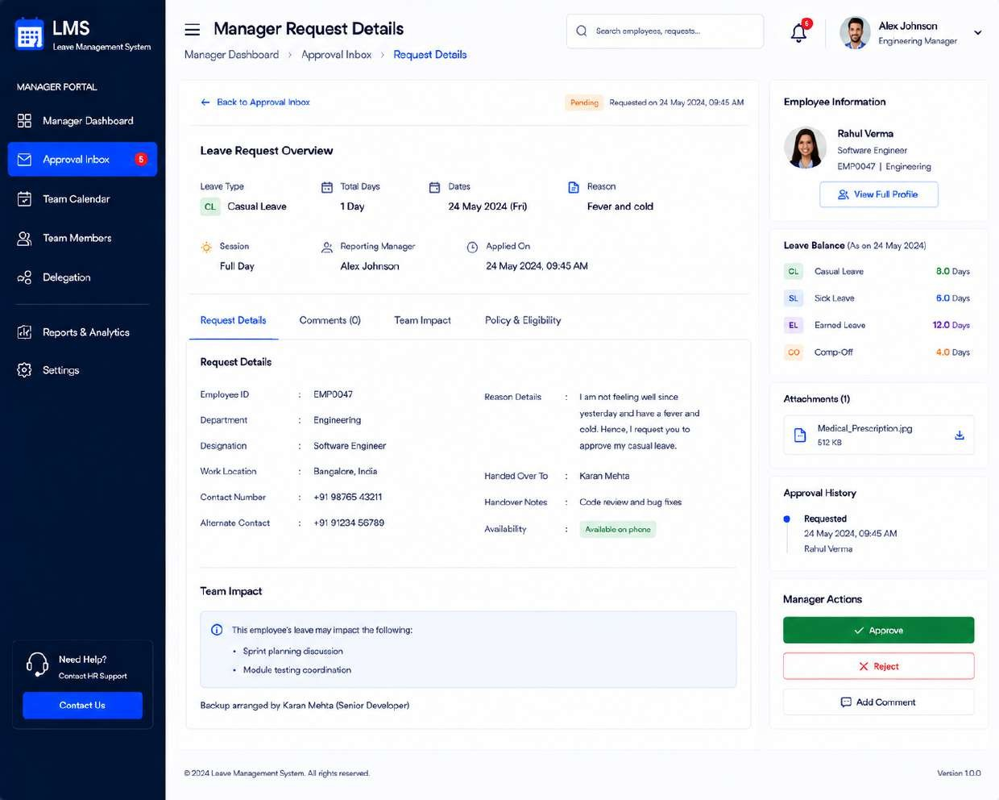 LMS
Leave Management System
MANAGER PORTAL
Manager Dashboard
Approval Inbox 5
Team Calendar
Team Members
Delegation
Reports & Analytics
Settings
Need Help?
Contact HR Support
Contact Us
Manager Request Details
Manager Dashboard > Approval Inbox > Request Details
Search employees, requests...
6
Alex Johnson
Engineering Manager
← Back to Approval Inbox
Pending Requested on 24 May 2024, 09:45 AM
Leave Request Overview
Leave Type
CL Casual Leave
Total Days
1 Day
Dates
24 May 2024 (Fri)
Reason
Fever and cold
Session
Full Day
Reporting Manager
Alex Johnson
Applied On
24 May 2024, 09:45 AM
Request Details Comments (0) Team Impact Policy & Eligibility
Request Details
Employee ID : EMP0047
Department : Engineering
Designation : Software Engineer
Work Location : Bangalore, India
Contact Number : +91 98765 43211
Alternate Contact : +91 91234 56789
Reason Details : I am not feeling well since
yesterday and have a fever and
cold. Hence, I request you to
approve my casual leave.
Handed Over To : Karan Mehta
Handover Notes : Code review and bug fixes
Availability : Available on phone
Team Impact
This employee's leave may impact the following:
• Sprint planning discussion
• Module testing coordination
Backup arranged by Karan Mehta (Senior Developer)
Employee Information
Rahul Verma
Software Engineer
EMP0047 | Engineering
View Full Profile
Leave Balance (As on 24 May 2024)
CL Casual Leave 8.0 Days
SL Sick Leave 6.0 Days
EL Earned Leave 12.0 Days
CO Comp-Off 4.0 Days
Attachments (1)
Medical_Prescription.jpg
512 KB
Approval History
Requested
24 May 2024, 09:45 AM
Rahul Verma
Manager Actions
Approve
Reject
Add Comment
© 2024 Leave Management System. All rights reserved.
Version 1.0.0